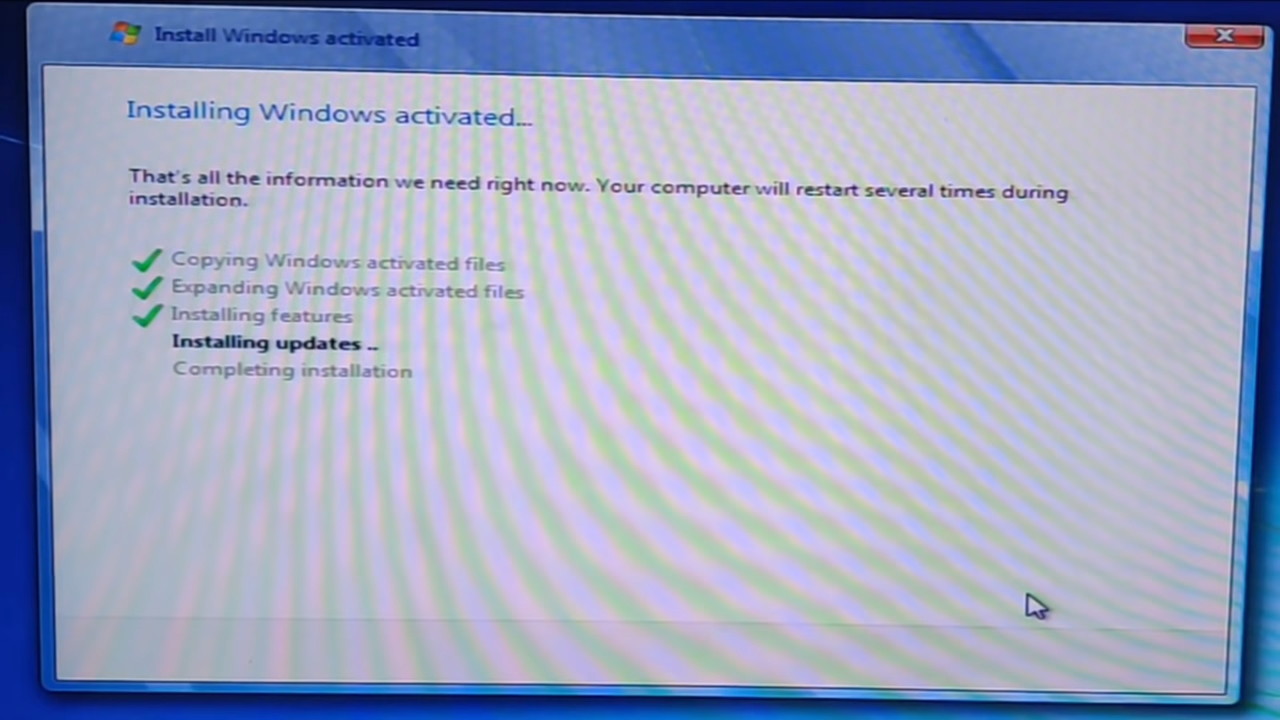 Install Windows activated
Installing Windows activated...
That's all the information we need right now. Your computer will restart several times during
installation.
Copying Windows activated files
Expanding Windows activated files
Installing features
Installing updates ..
Completing installation